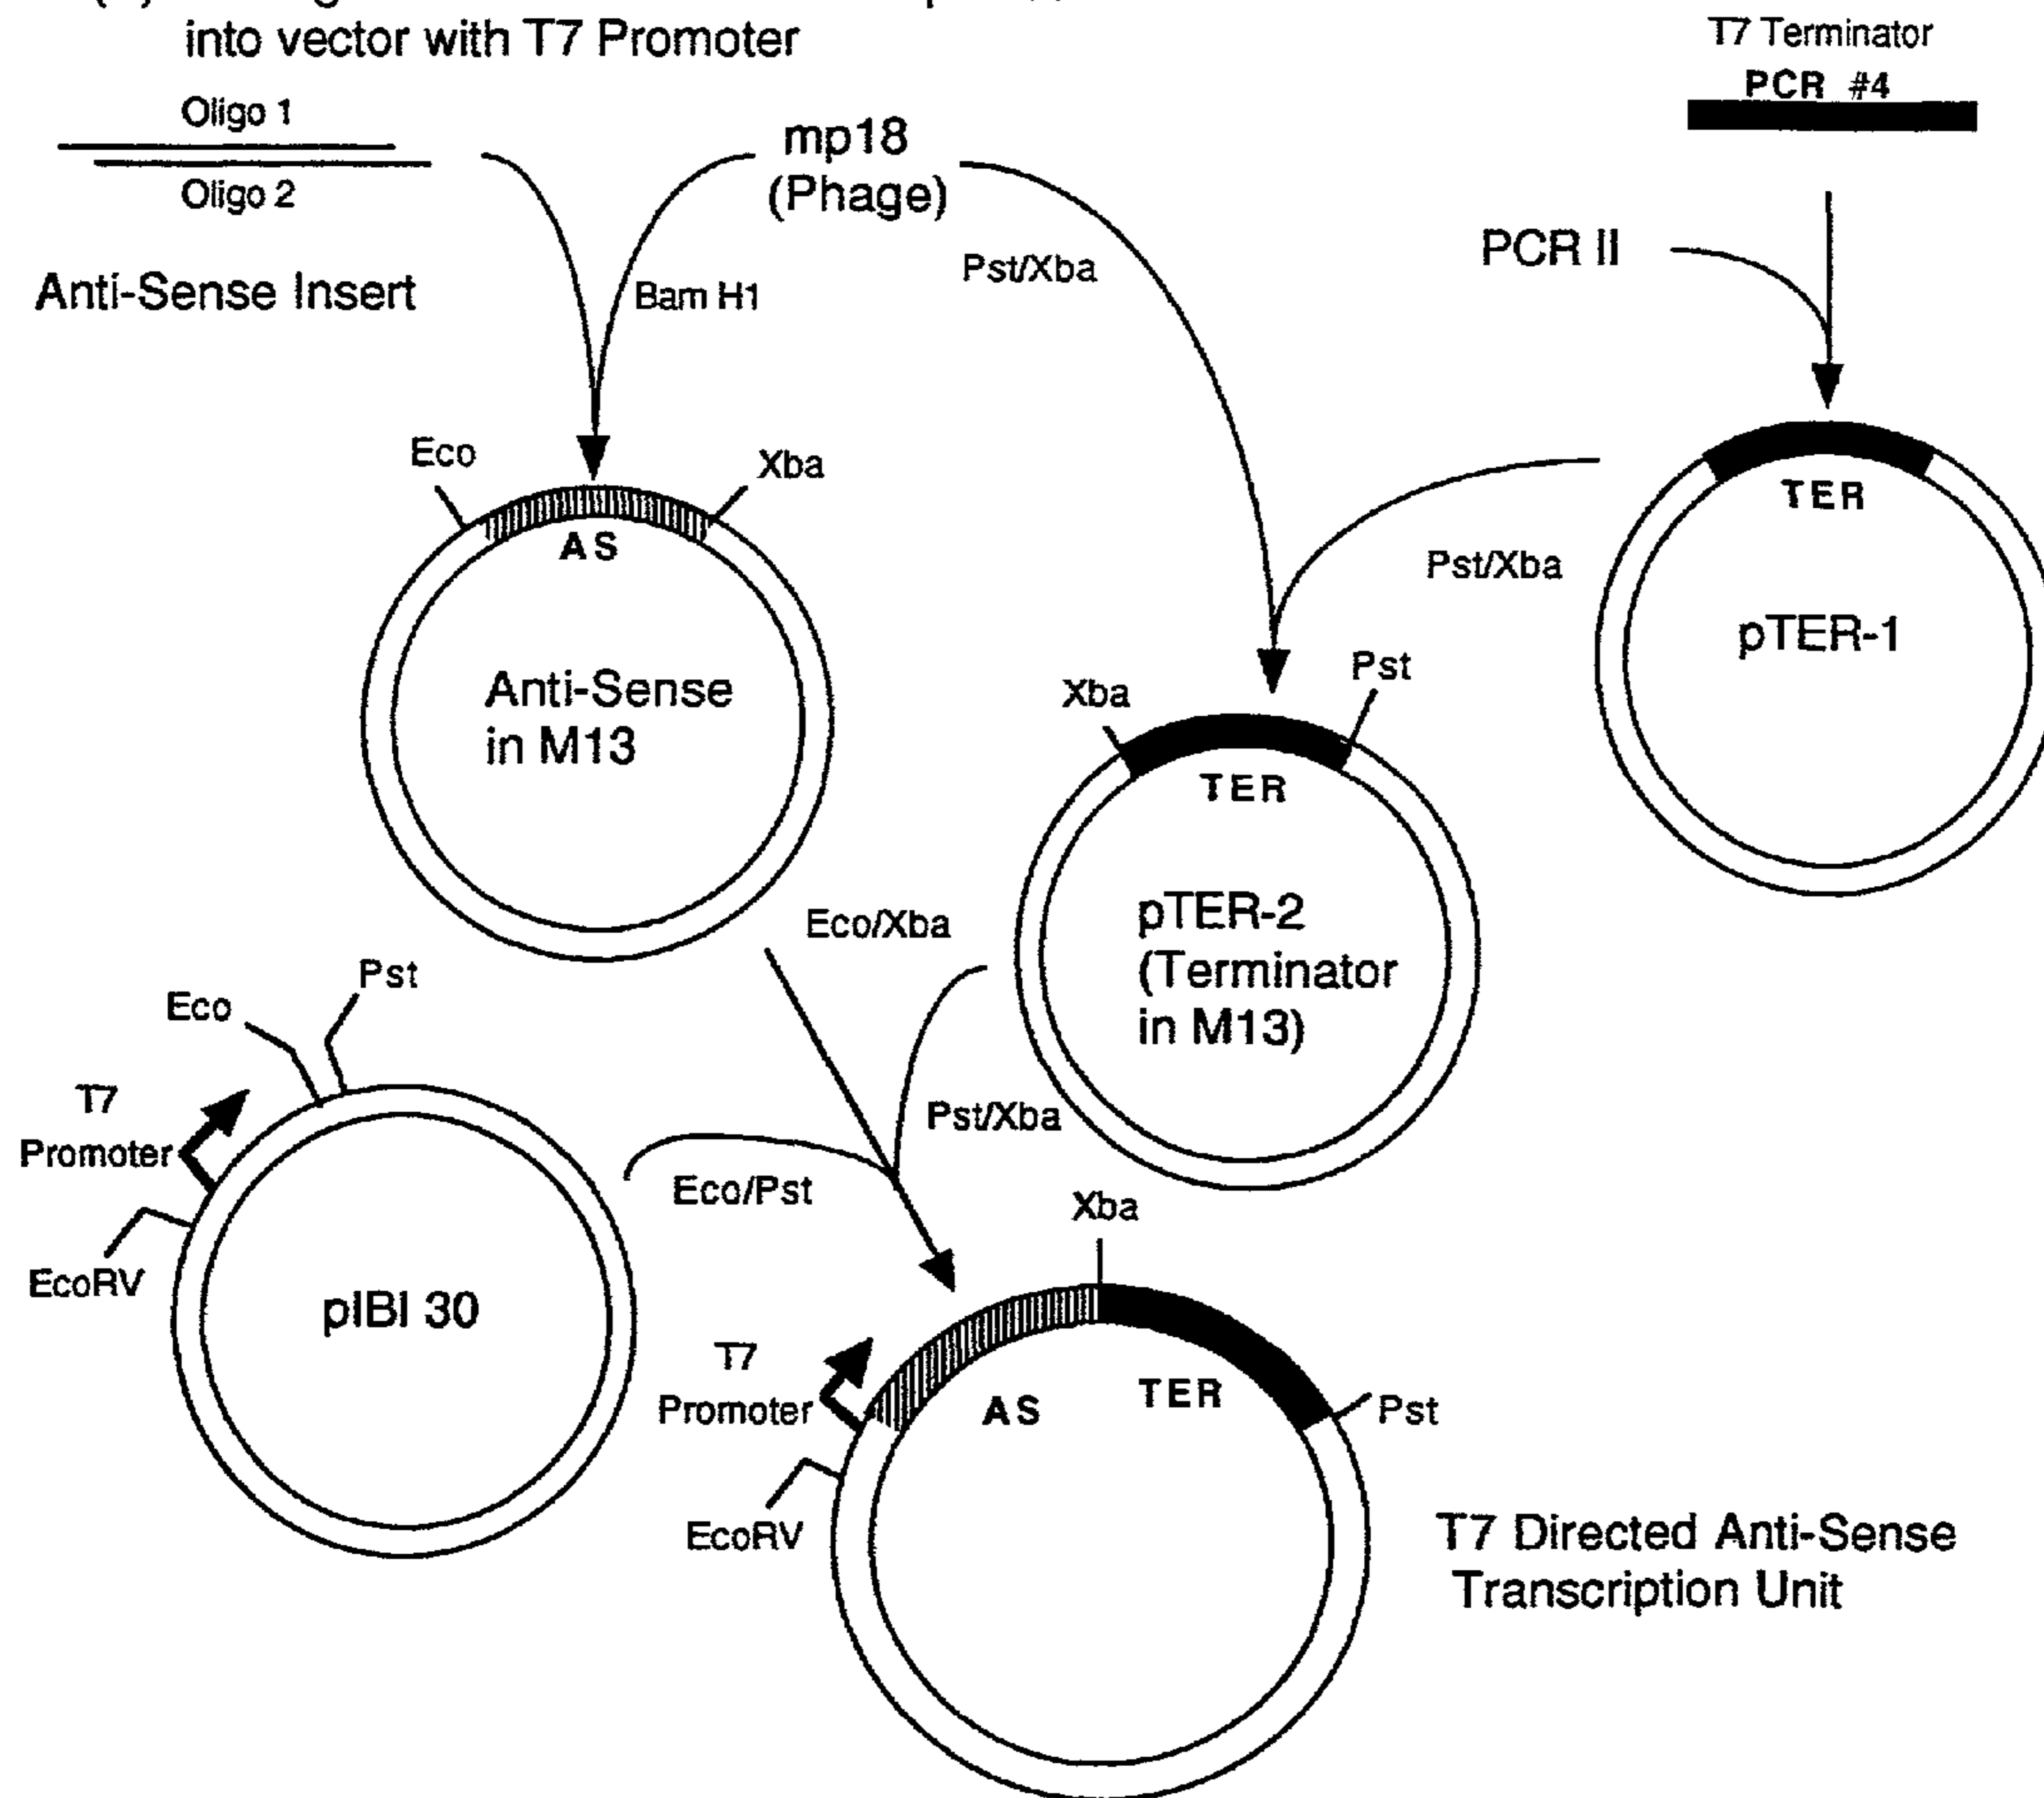 into vector with T7 Promoter
T7 Terminator
PCR #4
Oligo 1
Oligo 2
mp18
(Phage)
PCR II
Anti-Sense Insert
Bam H1
Pst/Xba
Eco
Xba
AS
TER
Pst/Xba
pTER-1
Anti-Sense
in M13
Xba
Pst
TER
pTER-2
(Terminator
in M13)
Eco/Xba
Pst
Eco
T7
Promoter
Pst/Xba
Eco/Pst
EcoRV
pIBI 30
Xba
T7
Promoter
AS
TER
Pst
EcoRV
T7 Directed Anti-Sense
Transcription Unit